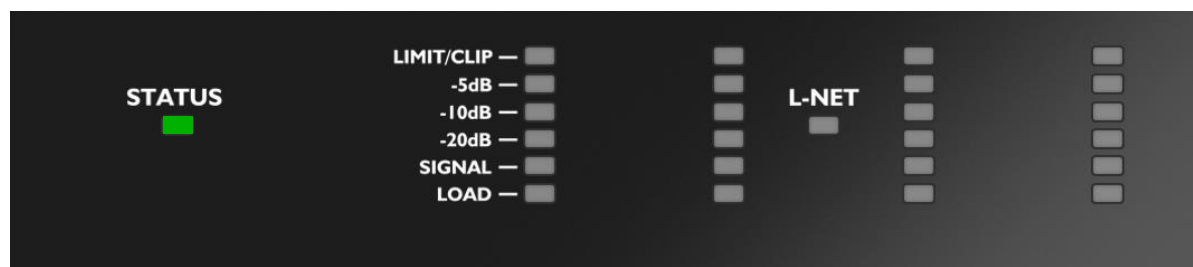 STATUS
LIMIT/CLIP
-5dB
-10dB
-20dB
SIGNAL
LOAD
L-NET